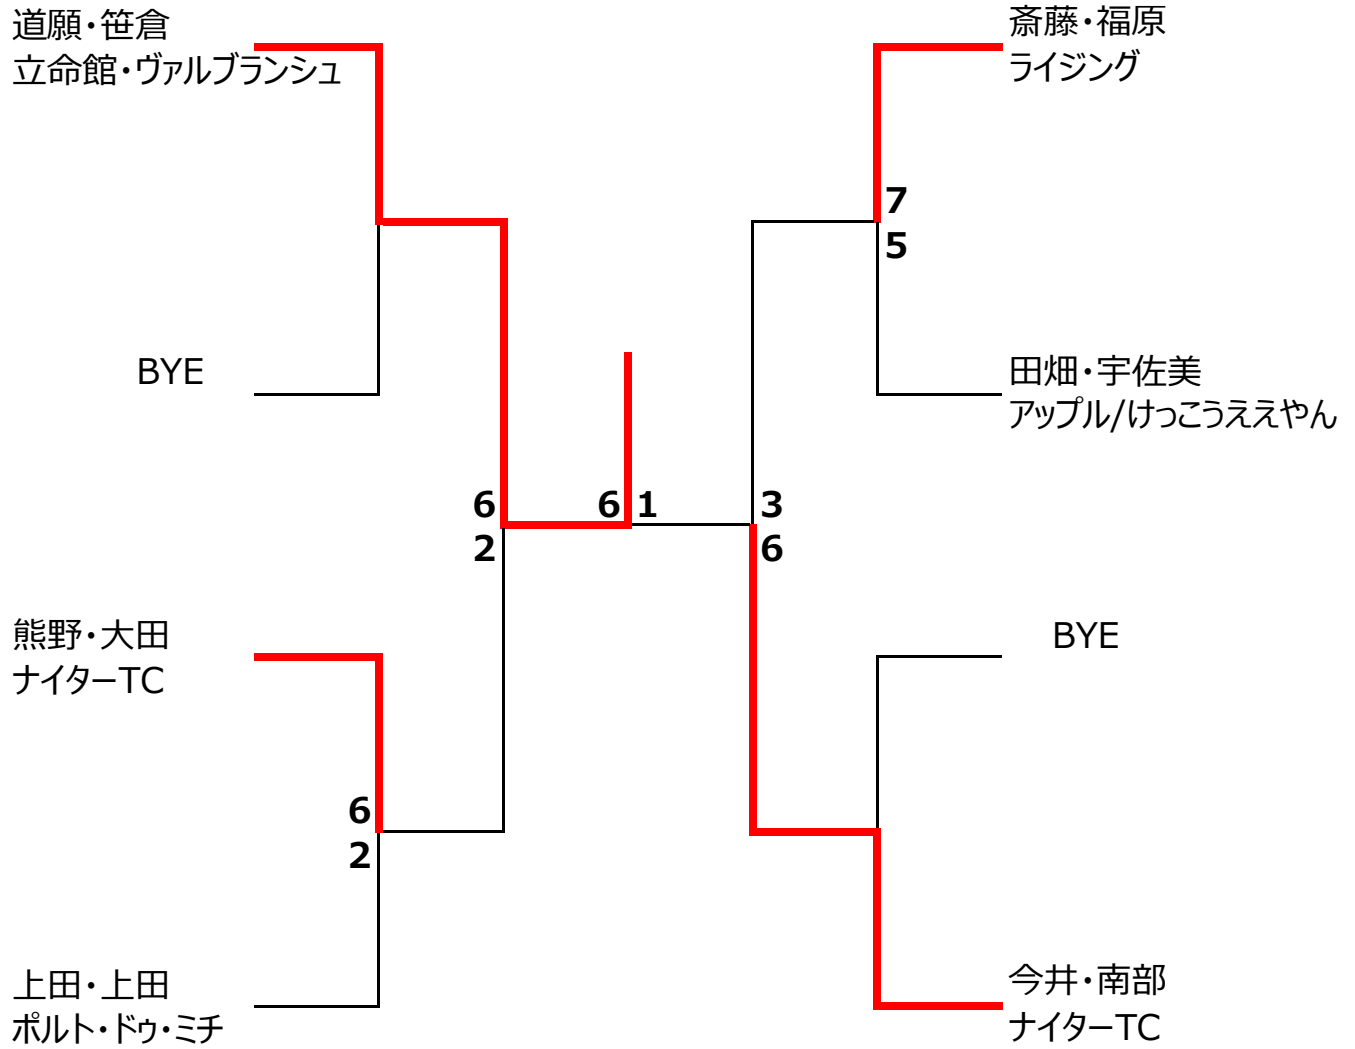 道願・笹倉
立命館・ヴァルブランシュ
BYE
熊野・大田
ナイターTC
上田・上田
ポルト・ドゥ・ミチ
6
2
6
2
6 1
3
6
7
5
斎藤・福原
ライジング
田畑・宇佐美
アップル/けっこうええやん
BYE
今井・南部
ナイターTC